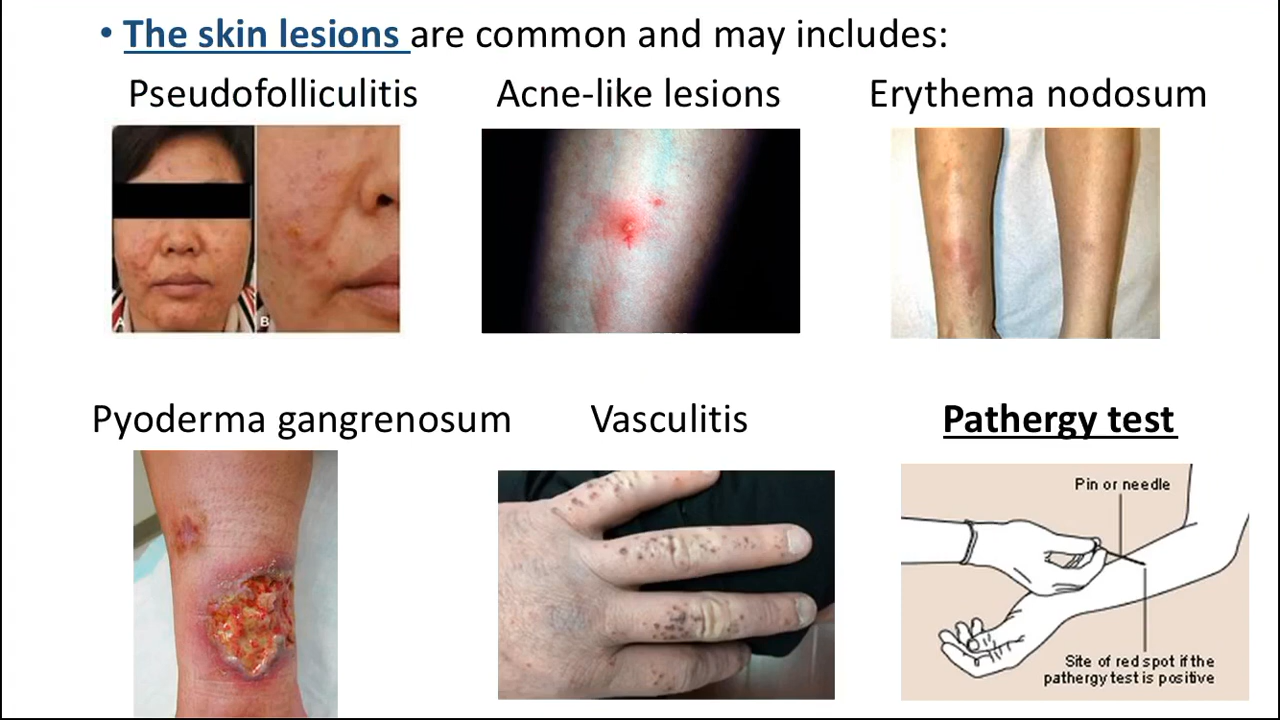 • The skin lesions are common and may includes:
Pseudofolliculitis
Acne-like lesions
Erythema nodosum
A
B
Pyoderma gangrenosum
Vasculitis
Pathergy test
Pin or needle
Site of red spot if the
pathergy test is positive